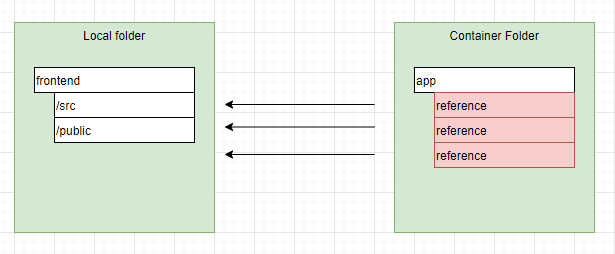 Local folder
frontend
/src
/public
Container Folder
app
reference
reference
reference